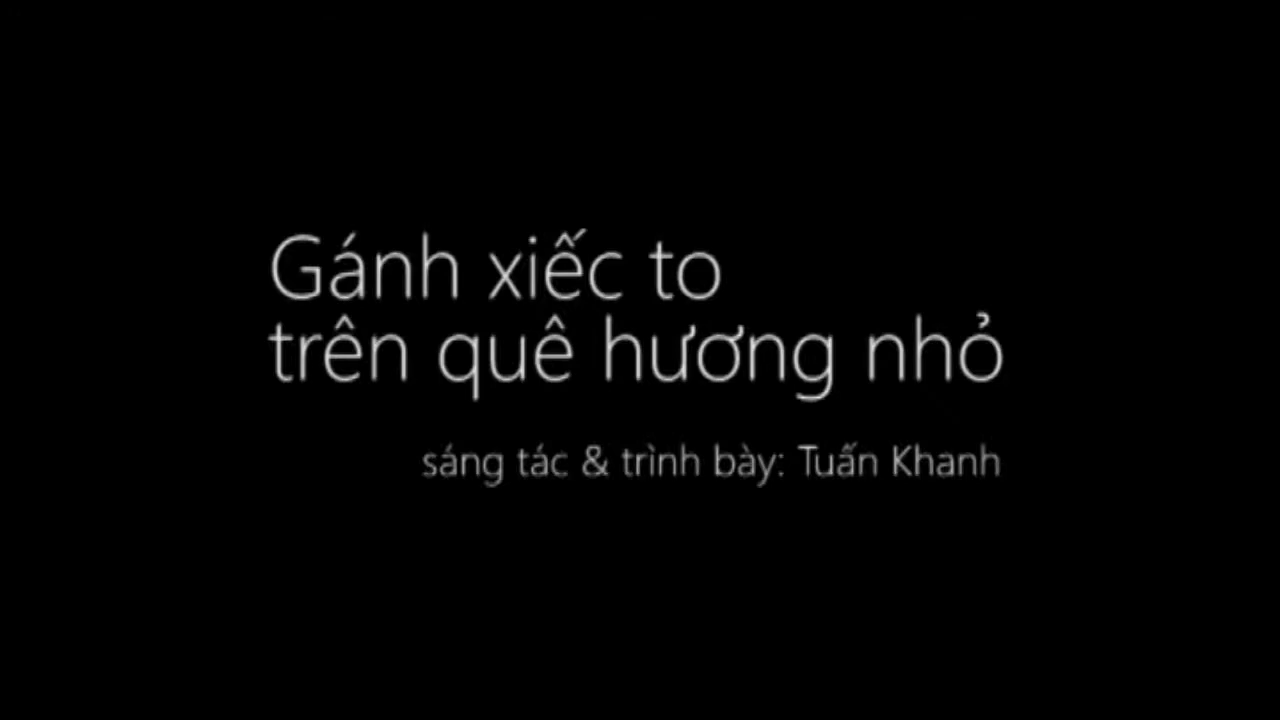 Gánh xiếc to
trên quê hương nhỏ
sáng tác & trình bày: Tuấn Khanh